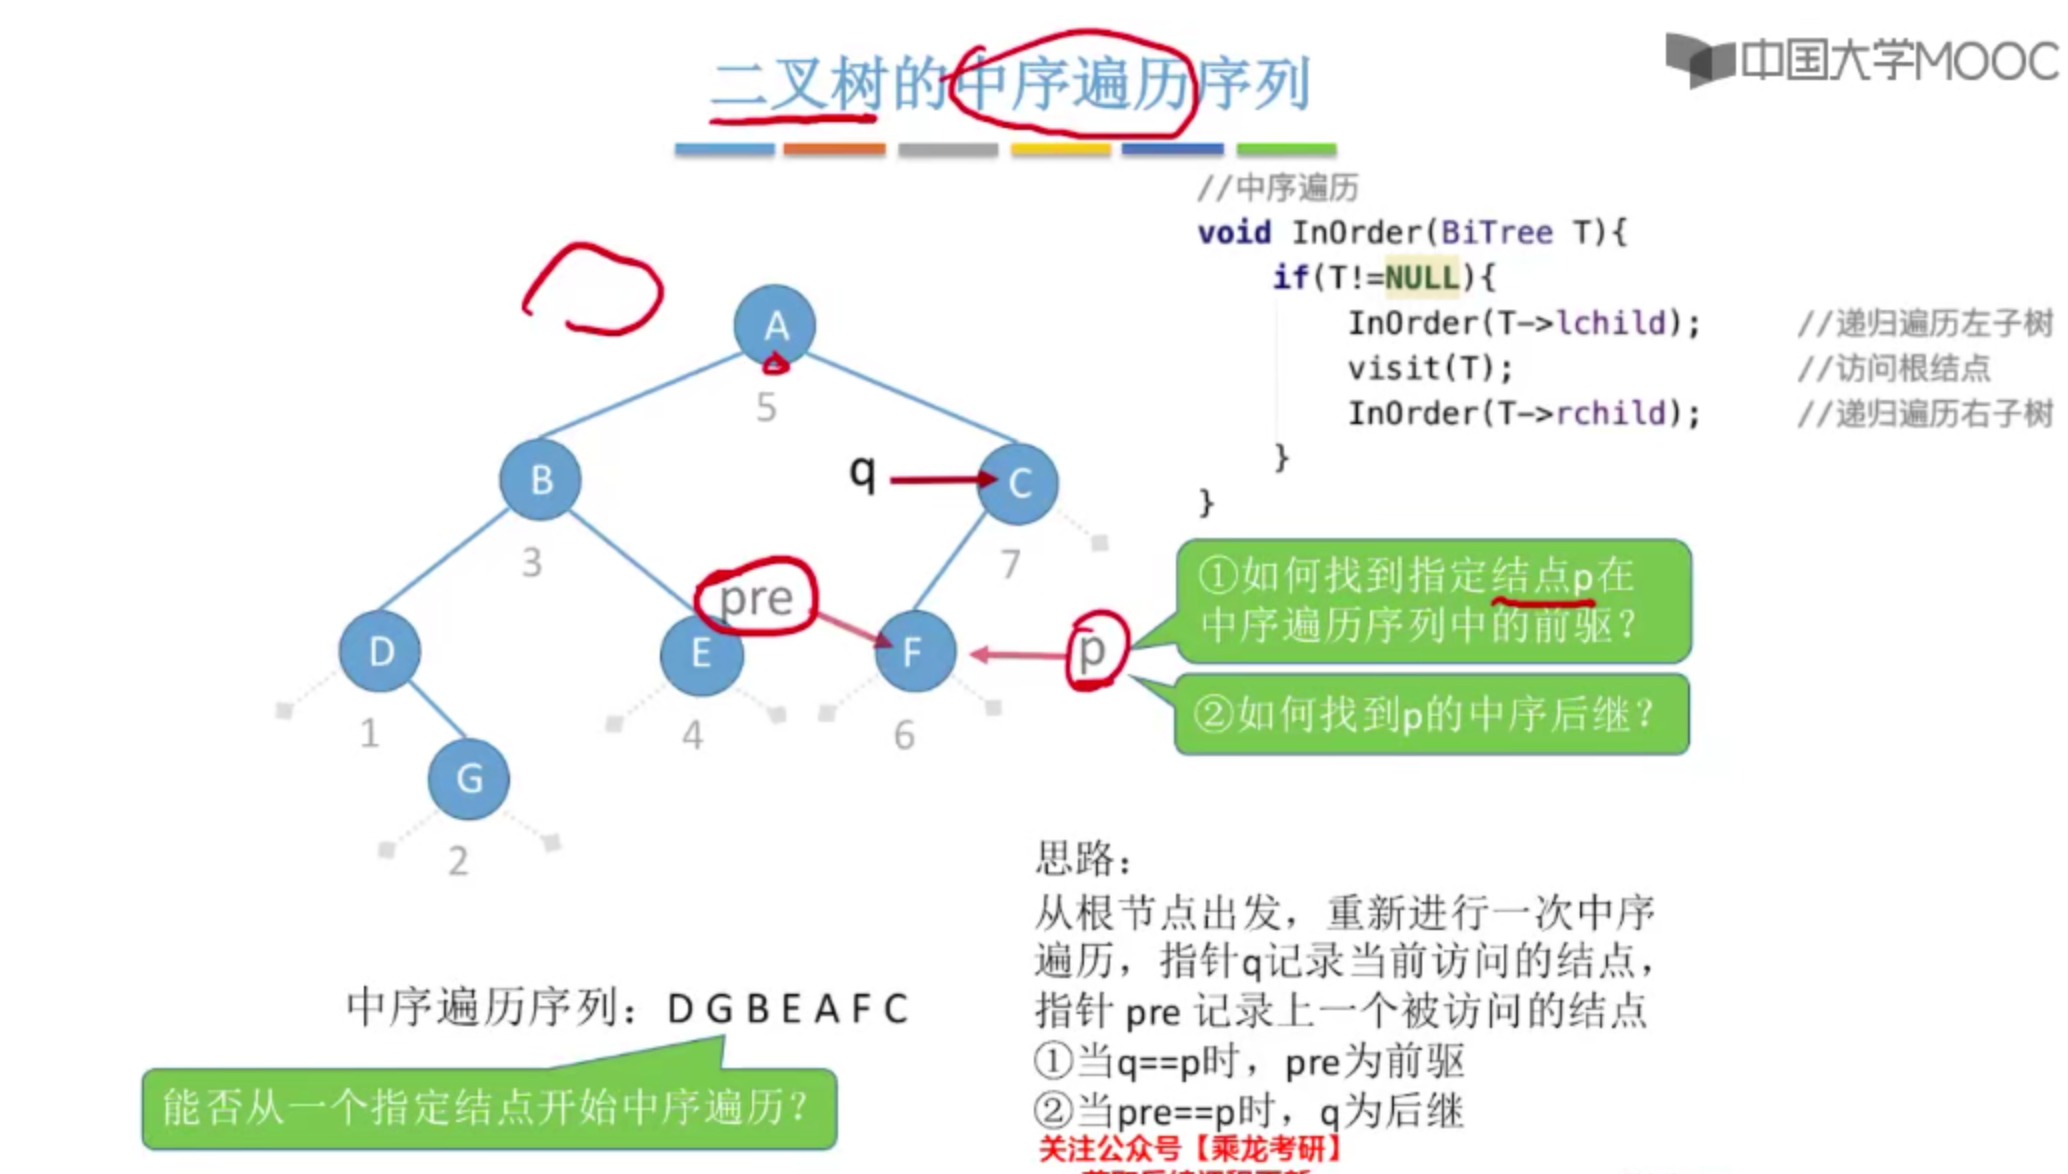 中国大学MOOC
二叉树的中序遍历序列
//中序遍历
void InOrder(BiTree T){
if(T!=NULL){
InOrder(T->lchild); //递归遍历左子树
visit(T); //访问根结点
InOrder(T->rchild); //递归遍历右子树
}
}
A
5
B
3
q
C
7
D
1
pre
E
4
F
6
p
G
2
①如何找到指定结点p在
中序遍历序列中的前驱？
②如何找到p的中序后继？
中序遍历序列：D G B E A F C
能否从一个指定结点开始中序遍历？
思路：
从根节点出发，重新进行一次中序
遍历，指针q记录当前访问的结点，
指针 pre 记录上一个被访问的结点
①当q==p时，pre为前驱
②当pre==p时，q为后继
关注公众号【乘龙考研】